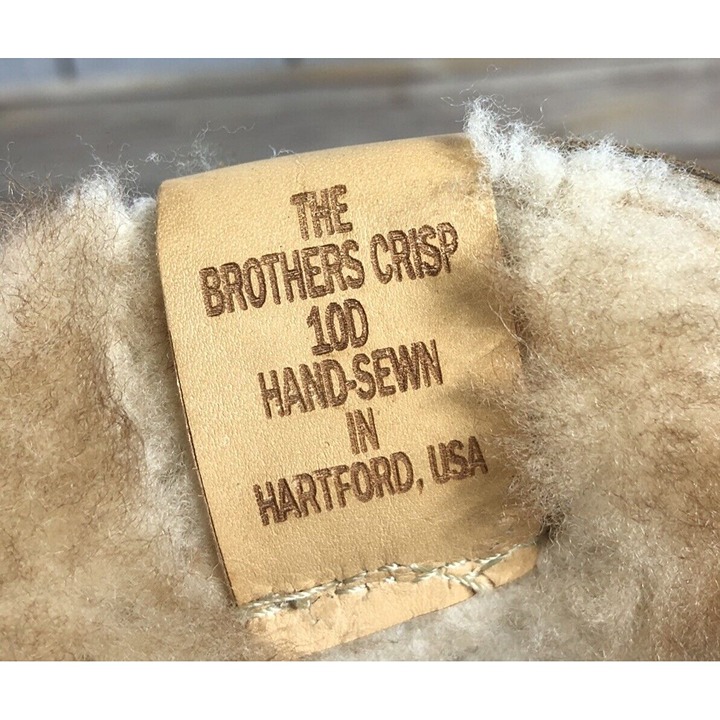 THE
BROTHERS CRISP
10D
HAND-SEWN
IN
HARTFORD, USA